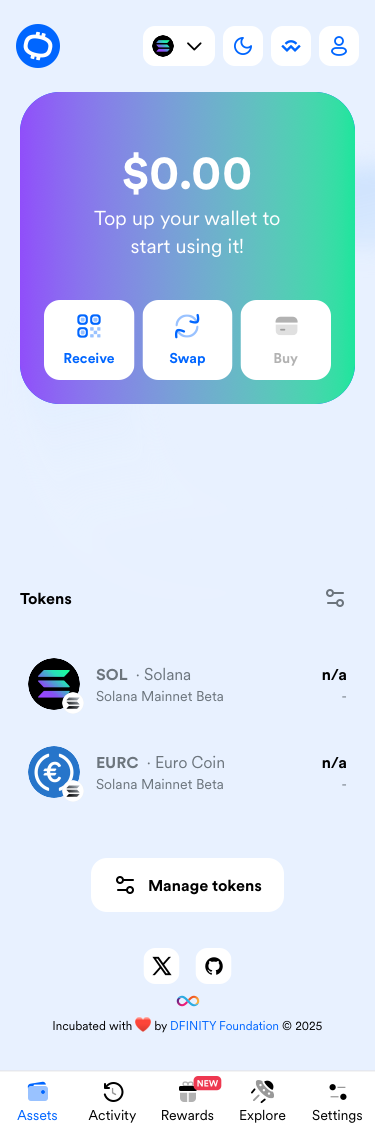 $0.00
Top up your wallet to
start using it!
Receive
Swap
Buy
Tokens
SOL · Solana
n/a
Solana Mainnet Beta
-
EURC · Euro Coin
n/a
Solana Mainnet Beta
-
Manage tokens
Incubated with ❤️ by DFINITY Foundation © 2025
NEW
Assets
Activity
Rewards
Explore
Settings